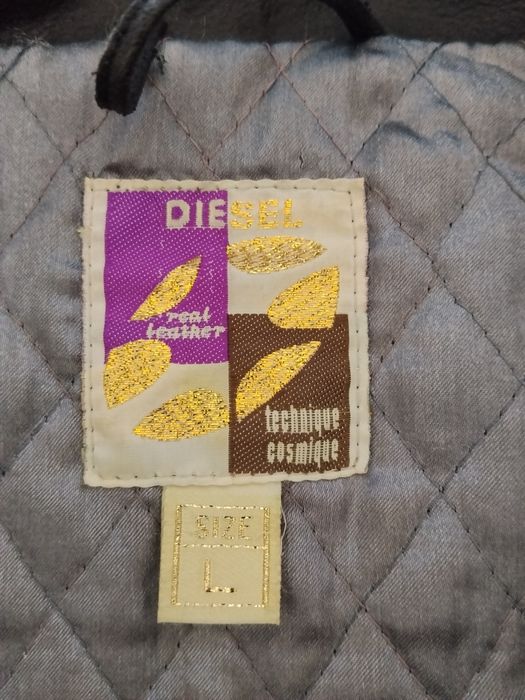 DIESEL
real
leather
technique
cosmique
SIZE
L